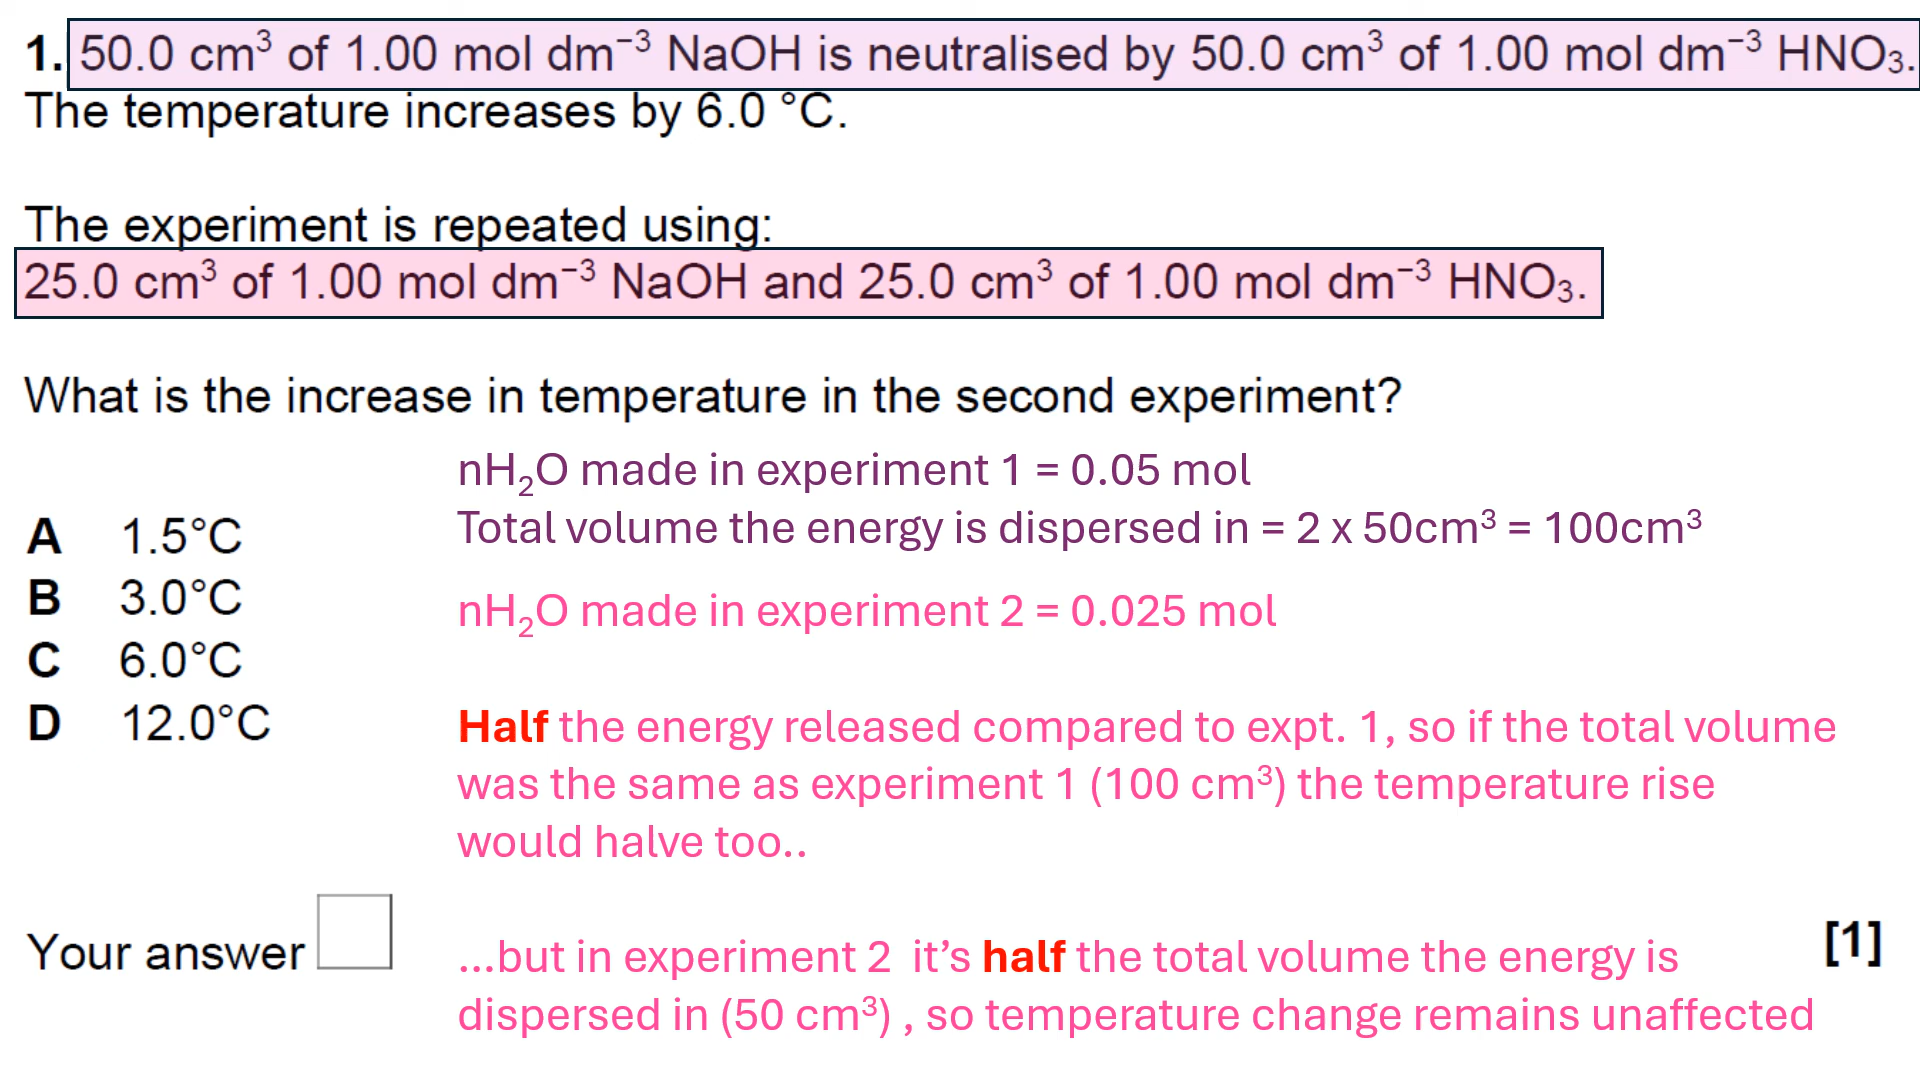 1. 50.0 cm³ of 1.00 mol dm⁻³ NaOH is neutralised by 50.0 cm³ of 1.00 mol dm⁻³ HNO₃.
The temperature increases by 6.0 °C.
The experiment is repeated using:
25.0 cm³ of 1.00 mol dm⁻³ NaOH and 25.0 cm³ of 1.00 mol dm⁻³ HNO₃.
What is the increase in temperature in the second experiment?
nH₂O made in experiment 1 = 0.05 mol
Total volume the energy is dispersed in = 2 x 50cm³ = 100cm³
A 1.5°C
B 3.0°C
C 6.0°C
D 12.0°C
nH₂O made in experiment 2 = 0.025 mol
Half the energy released compared to expt. 1, so if the total volume
was the same as experiment 1 (100 cm³) the temperature rise
would halve too..
Your answer
[1]
...but in experiment 2  it’s half the total volume the energy is
dispersed in (50 cm³) , so temperature change remains unaffected